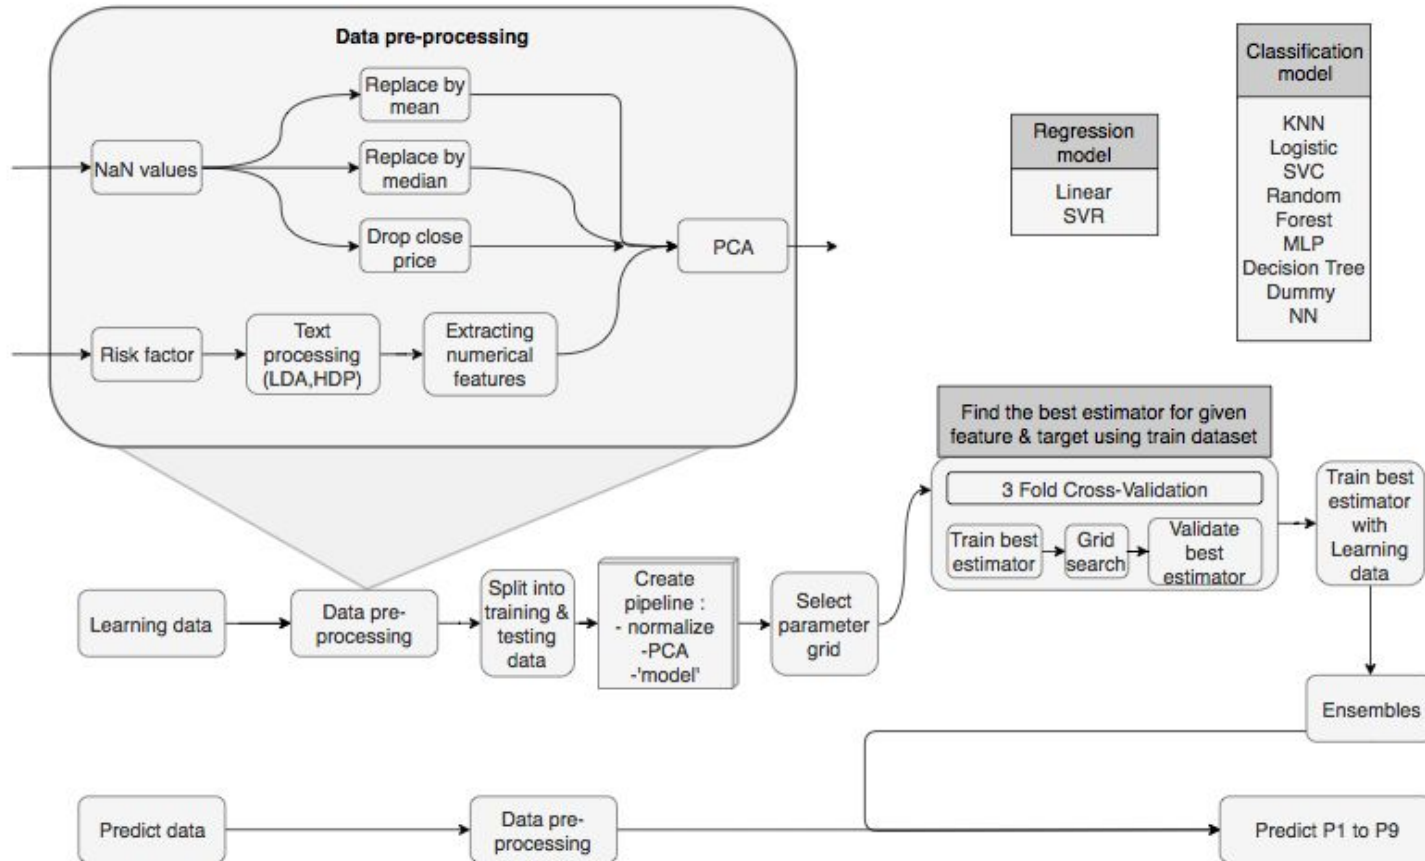 Data pre-processing
Replace by
mean
NaN values
Replace by
median
Drop close
price
PCA
Risk factor
Text
processing
(LDA,HDP)
Extracting
numerical
features
Regression
model
Linear
SVR
Classification
model
KNN
Logistic
SVC
Random
Forest
MLP
Decision Tree
Dummy
NN
Find the best estimator for given
feature & target using train dataset
3 Fold Cross-Validation
Train best
estimator
Grid
search
Validate
best
estimator
Train best
estimator
with
Learning
data
Learning data
Data pre-
processing
Split into
training &
testing
data
Create
pipeline :
- normalize
-PCA
-'model'
Select
parameter
grid
Ensembles
Predict data
Data pre-
processing
Predict P1 to P9